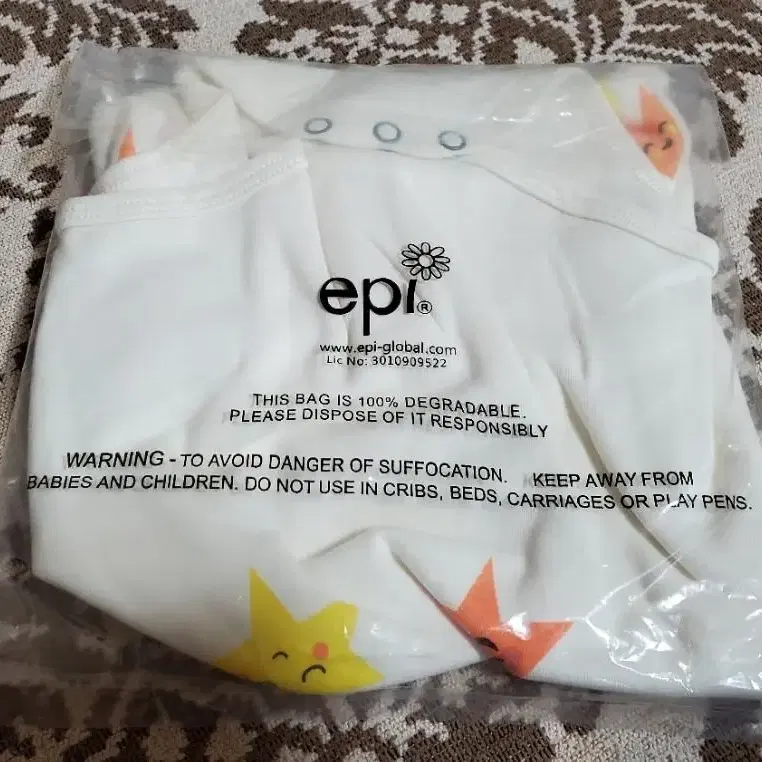 epi®
www.epi-global.com
Lic No: 3010909522
THIS BAG IS 100% DEGRADABLE.
PLEASE DISPOSE OF IT RESPONSIBLY
WARNING - TO AVOID DANGER OF SUFFOCATION. KEEP AWAY FROM
BABIES AND CHILDREN. DO NOT USE IN CRIBS, BEDS, CARRIAGES OR PLAY PENS.